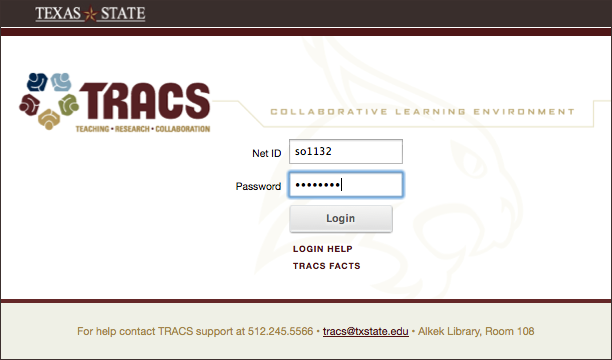 TEXAS STATE
TRACS
TEACHING • RESEARCH • COLLABORATION
COLLABORATIVE LEARNING ENVIRONMENT
Net ID so1132
Password ••••••••
Login
LOGIN HELP
TRACS FACTS
For help contact TRACS support at 512.245.5566 • tracs@txstate.edu • Alkek Library, Room 108